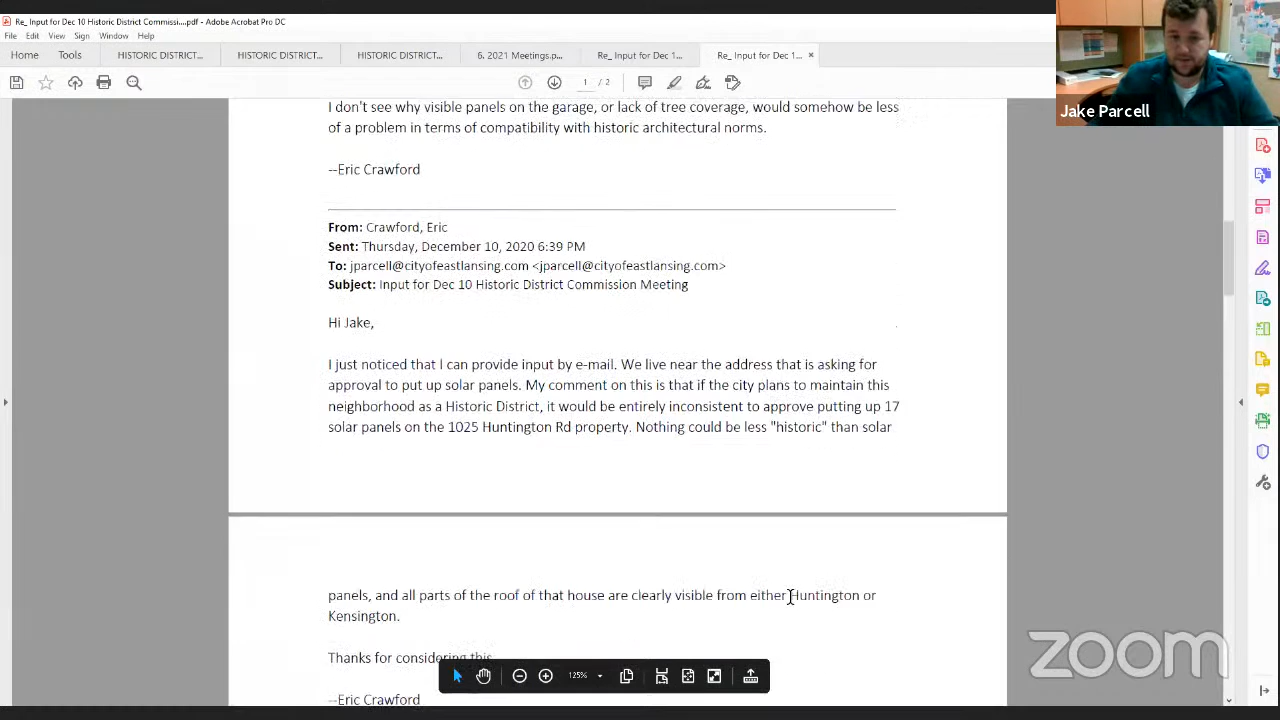 Re_ Input for Dec 10 Historic District Commissi....pdf - Adobe Acrobat Pro DC
File Edit View Sign Window Help
Home Tools HISTORIC DISTRICT... HISTORIC DISTRICT... HISTORIC DISTRICT... 6. 2021 Meetings.p... Re_ Input for Dec 1... Re_ Input for Dec 1... ×
1 / 2
Jake Parcell
I don't see why visible panels on the garage, or lack of tree coverage, would somehow be less
of a problem in terms of compatibility with historic architectural norms.
--Eric Crawford
From: Crawford, Eric
Sent: Thursday, December 10, 2020 6:39 PM
To: jparcell@cityofeastlansing.com <jparcell@cityofeastlansing.com>
Subject: Input for Dec 10 Historic District Commission Meeting
Hi Jake,
I just noticed that I can provide input by e-mail. We live near the address that is asking for
approval to put up solar panels. My comment on this is that if the city plans to maintain this
neighborhood as a Historic District, it would be entirely inconsistent to approve putting up 17
solar panels on the 1025 Huntington Rd property. Nothing could be less "historic" than solar
panels, and all parts of the roof of that house are clearly visible from either Huntington or
Kensington.
Thanks for considering this
125%
--Eric Crawford
zoom